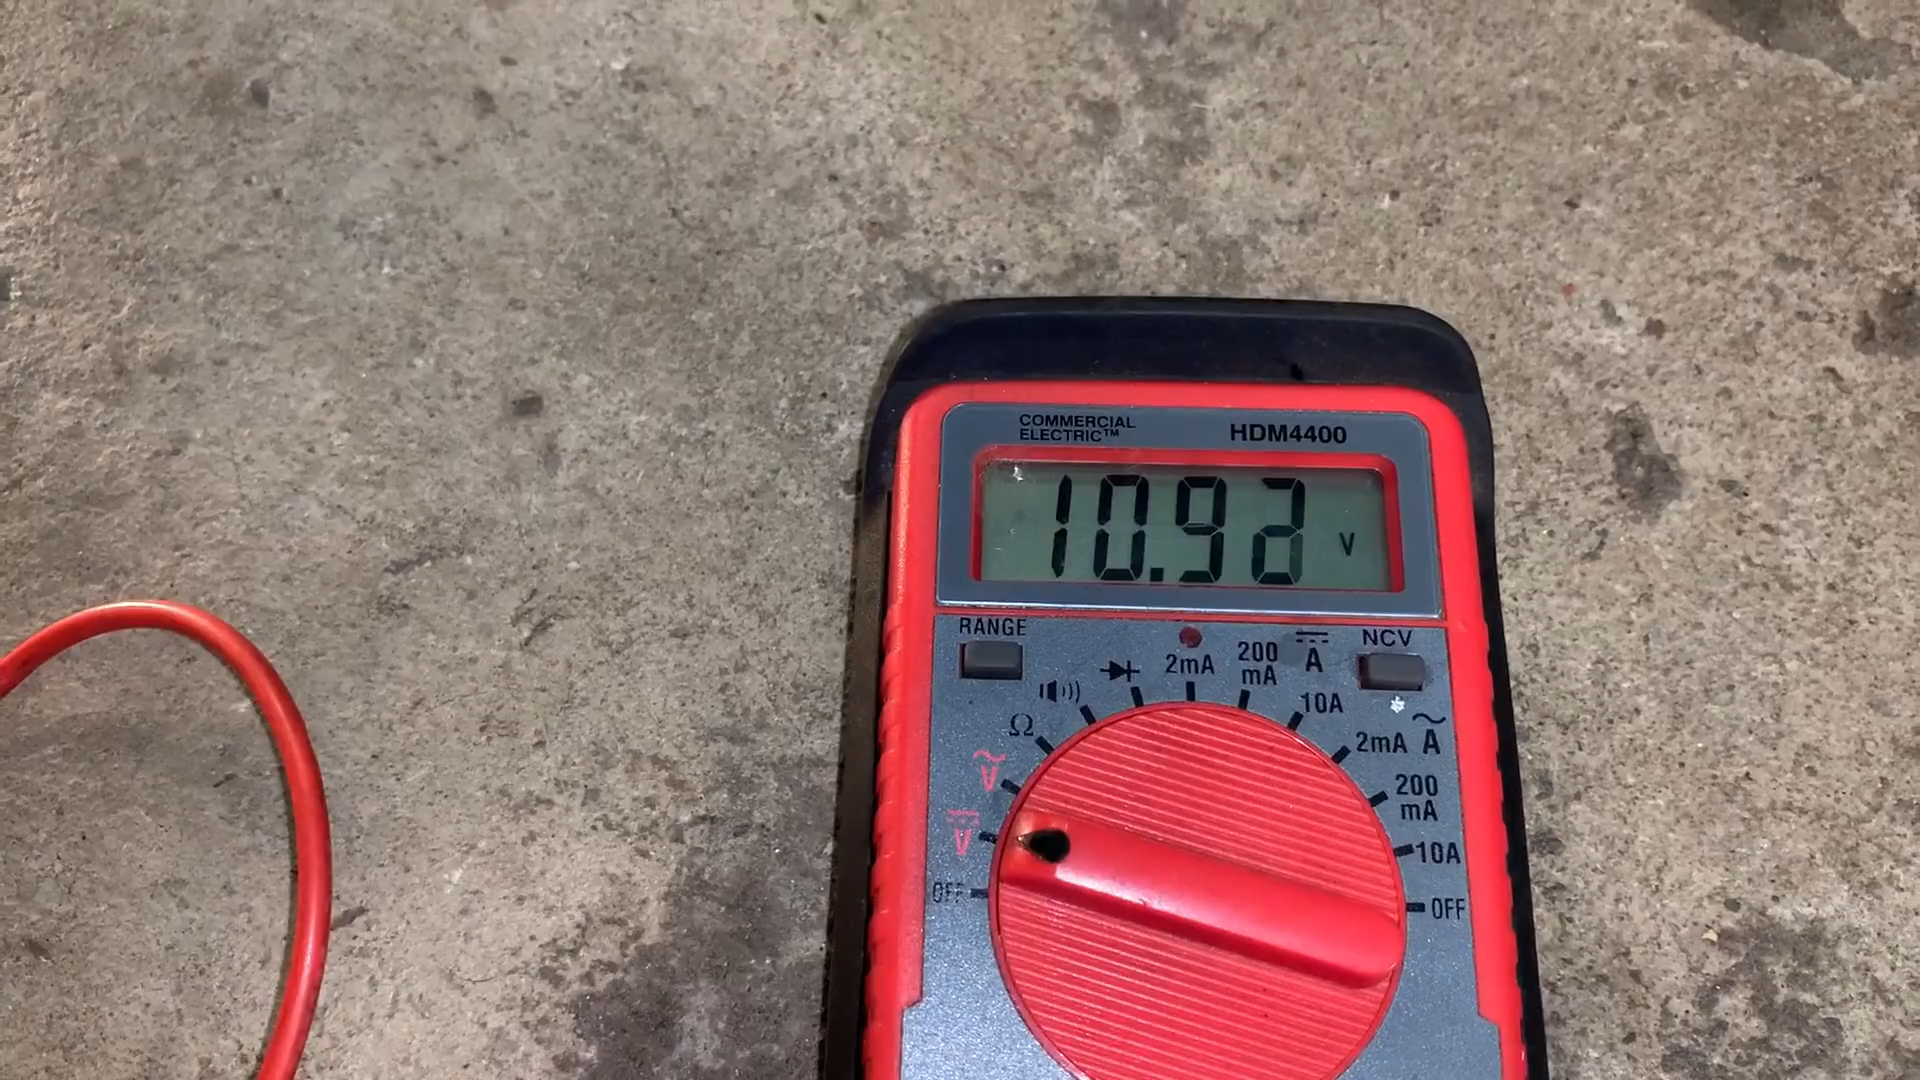 COMMERCIAL
ELECTRIC™
HDM4400
10.92 V
RANGE
NCV
2mA
200
mA
A
10A
Ω
2mA A
V
200
mA
V
10A
OFF
OFF